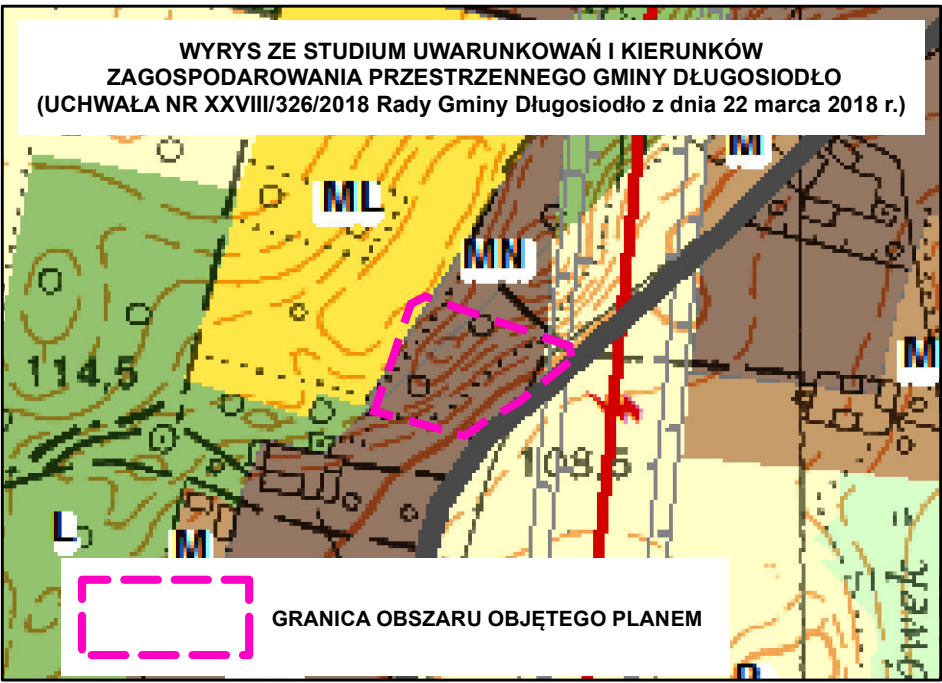 WYRYS ZE STUDIUM UWARUNKOWAŃ I KIERUNKÓW
ZAGOSPODAROWANIA PRZESTRZENNEGO GMINY DŁUGOSIODŁO
(UCHWAŁA NR XXVIII/326/2018 Rady Gminy Długosiodło z dnia 22 marca 2018 r.)
M
ML
MN
M
114,5
109,5
L
M
GRANICA OBSZARU OBJĘTEGO PLANEM